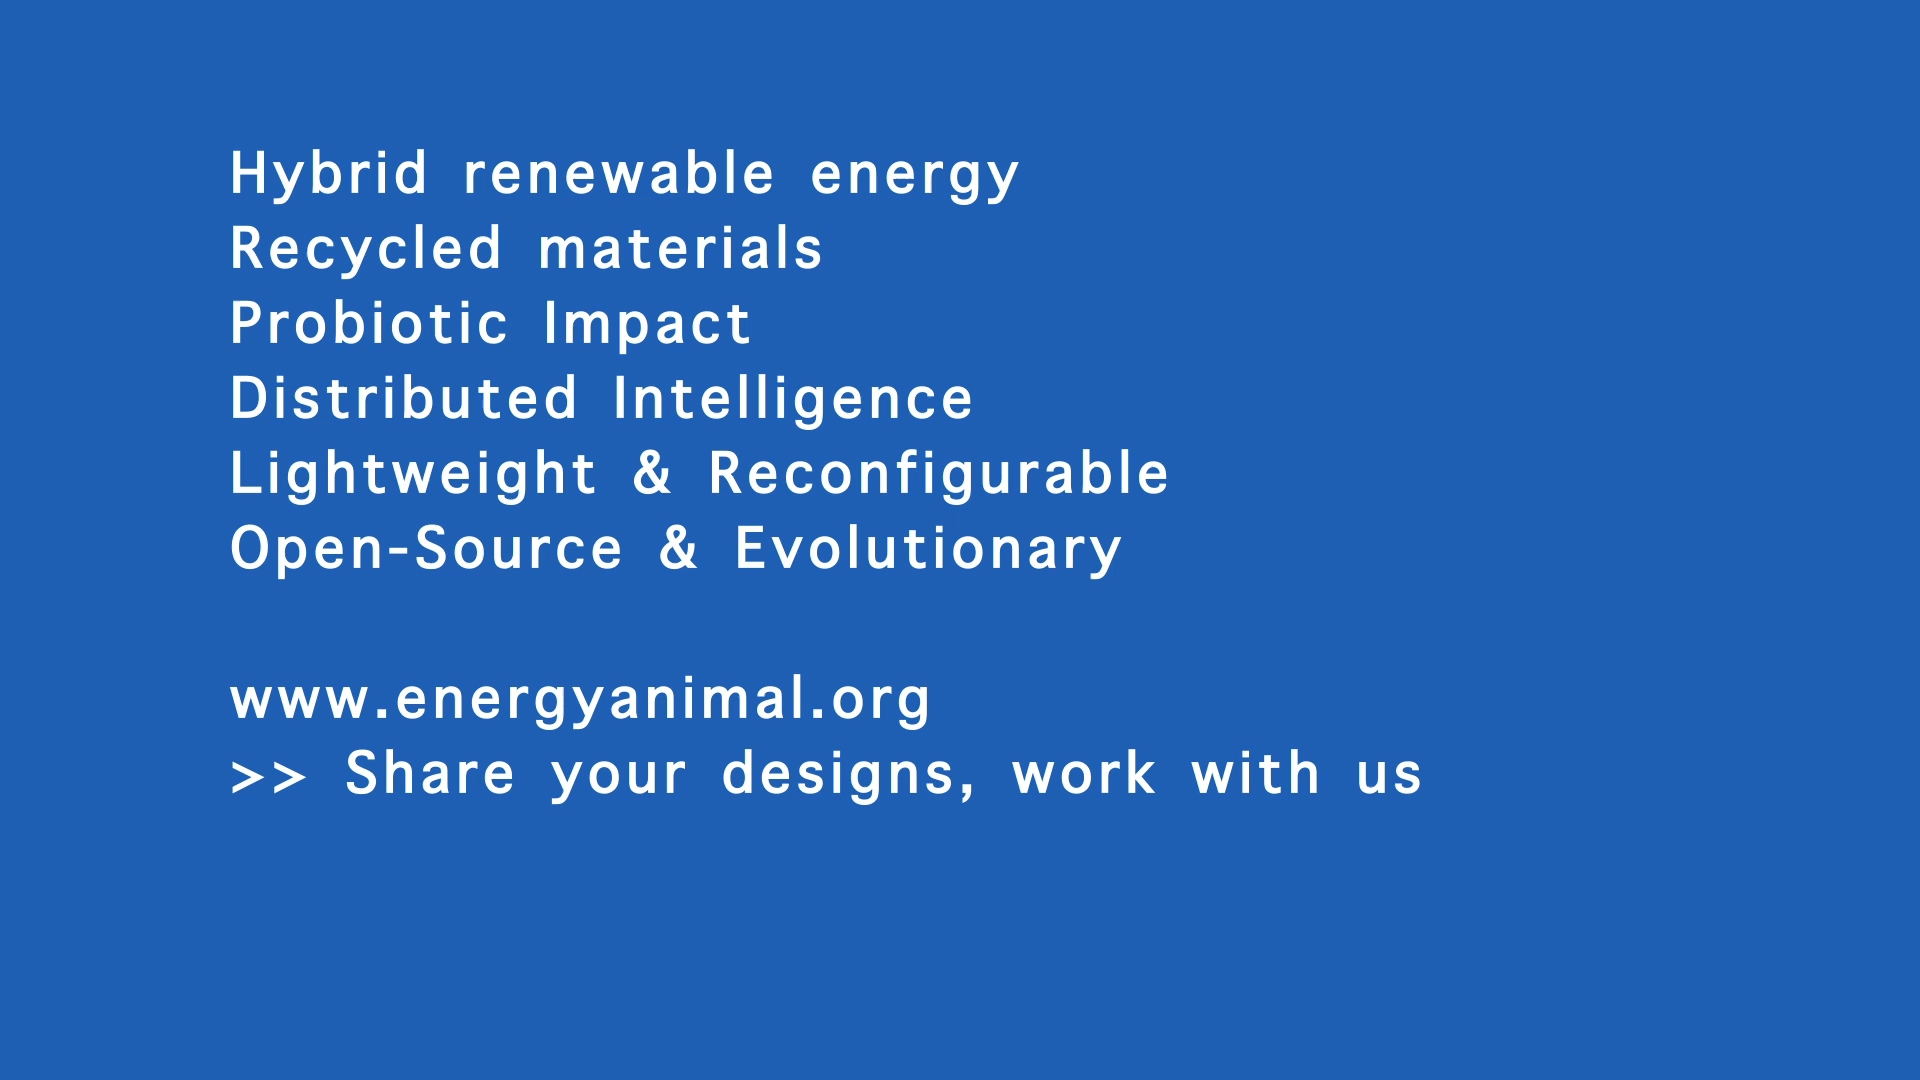 Hybrid renewable energy
Recycled materials
Probiotic Impact
Distributed Intelligence
Lightweight & Reconfigurable
Open-Source & Evolutionary
www.energyanimal.org
>> Share your designs, work with us